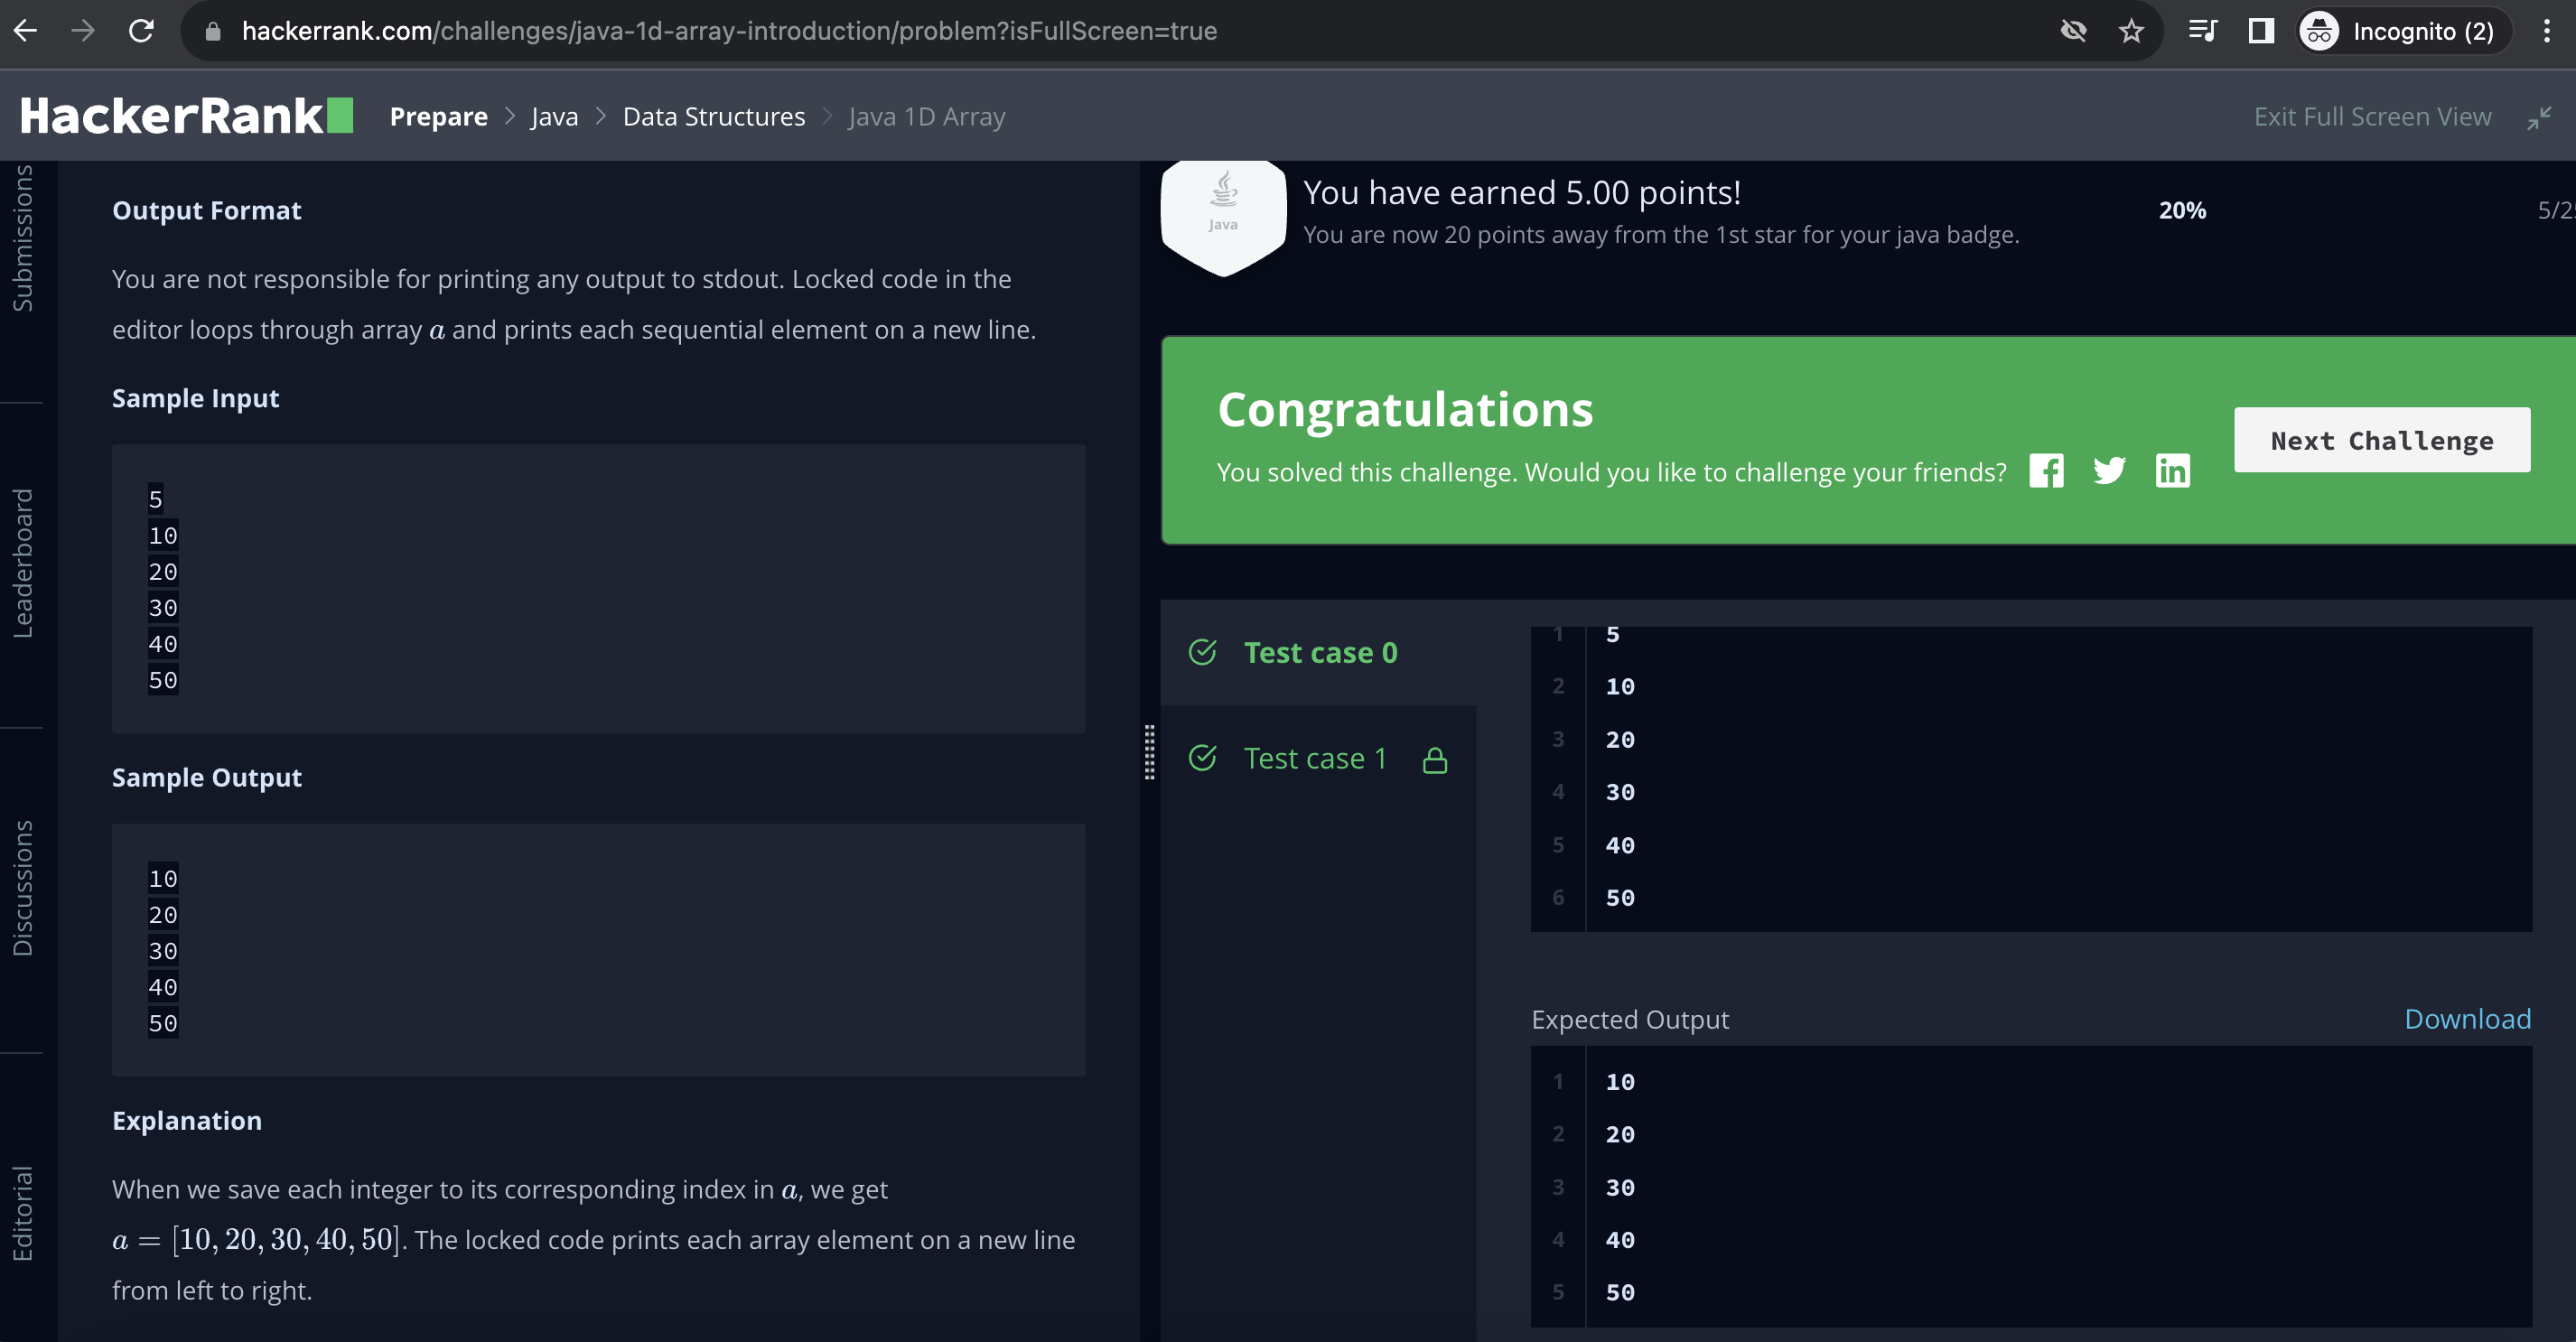 hackerrank.com/challenges/java-1d-array-introduction/problem?isFullScreen=true
Incognito (2)
HackerRank
Prepare > Java > Data Structures > Java 1D Array
Exit Full Screen View
Submissions
Leaderboard
Discussions
Editorial
Output Format
You are not responsible for printing any output to stdout. Locked code in the
editor loops through array a and prints each sequential element on a new line.
Sample Input
5
10
20
30
40
50
Sample Output
10
20
30
40
50
Explanation
When we save each integer to its corresponding index in a, we get
a = [10, 20, 30, 40, 50]. The locked code prints each array element on a new line
from left to right.
Java
You have earned 5.00 points!
You are now 20 points away from the 1st star for your java badge.
20%
Congratulations
You solved this challenge. Would you like to challenge your friends?
Next Challenge
Test case 0
Test case 1
1 5
2 10
3 20
4 30
5 40
6 50
Expected Output
Download
1 10
2 20
3 30
4 40
5 50